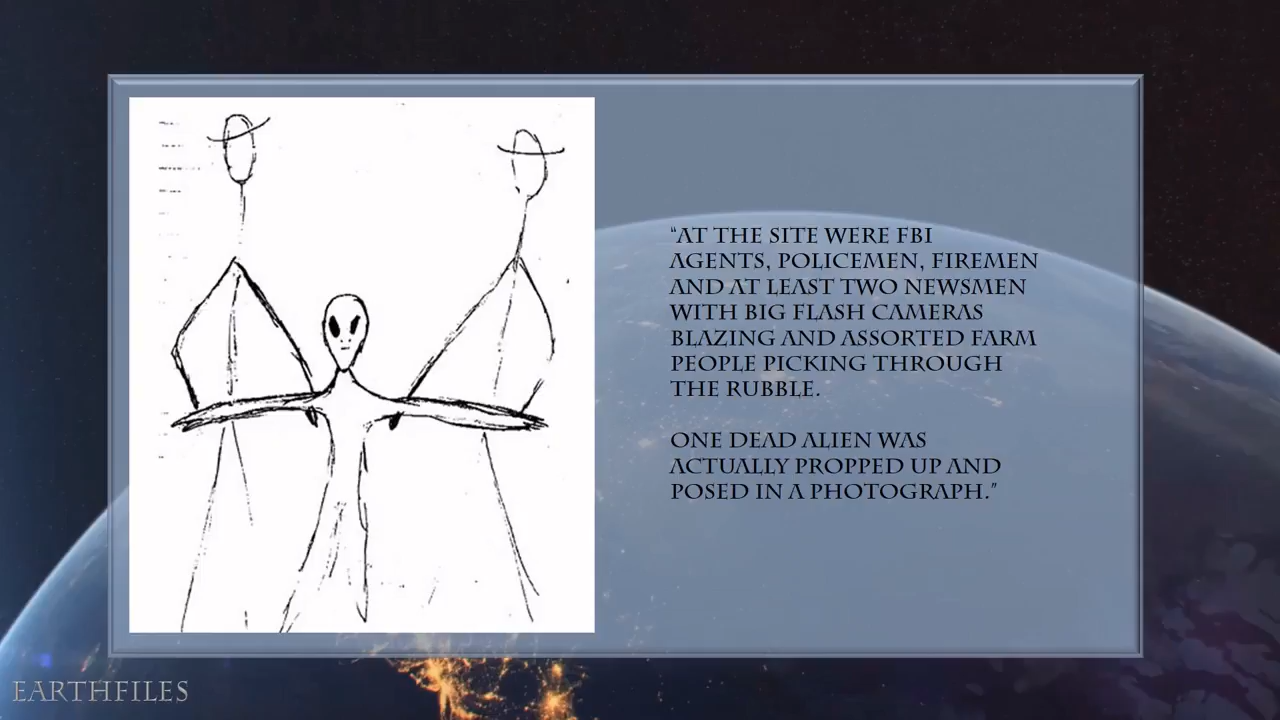 “AT THE SITE WERE FBI
AGENTS, POLICEMEN, FIREMEN
AND AT LEAST TWO NEWSMEN
WITH BIG FLASH CAMERAS
BLAZING AND ASSORTED FARM
PEOPLE PICKING THROUGH
THE RUBBLE.
ONE DEAD ALIEN WAS
ACTUALLY PROPPED UP AND
POSED IN A PHOTOGRAPH.”
EARTHFILES